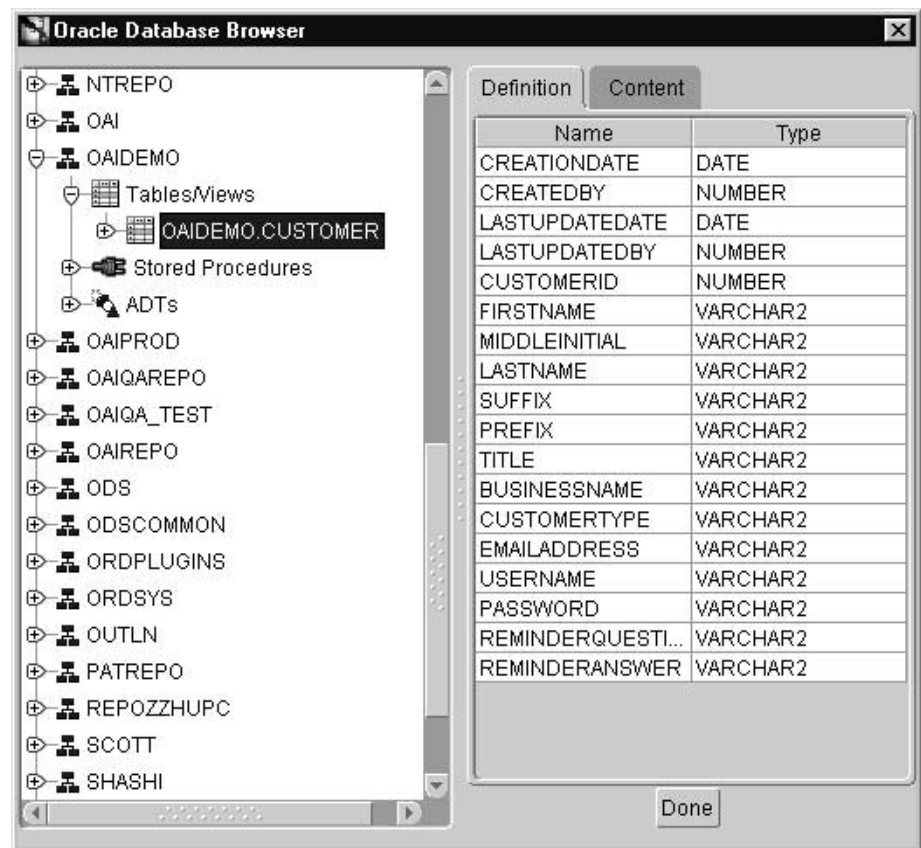 Oracle Database Browser
NTREPO
OAI
OAIDEMO
Tables/Views
OAIDEMO.CUSTOMER
Stored Procedures
ADTs
OAIPROD
OAIQAREPO
OAIQA_TEST
OAIREPO
ODS
ODSCOMMON
ORDPLUGINS
ORDSYS
OUTLN
PATREPO
REPOZZHUPC
SCOTT
SHASHI
Definition Content
Name Type
CREATIONDATE DATE
CREATEDBY NUMBER
LASTUPDATEDATE DATE
LASTUPDATEDBY NUMBER
CUSTOMERID NUMBER
FIRSTNAME VARCHAR2
MIDDLEINITIAL VARCHAR2
LASTNAME VARCHAR2
SUFFIX VARCHAR2
PREFIX VARCHAR2
TITLE VARCHAR2
BUSINESSNAME VARCHAR2
CUSTOMERTYPE VARCHAR2
EMAILADDRESS VARCHAR2
USERNAME VARCHAR2
PASSWORD VARCHAR2
REMINDERQUESTI... VARCHAR2
REMINDERANSWER VARCHAR2
Done